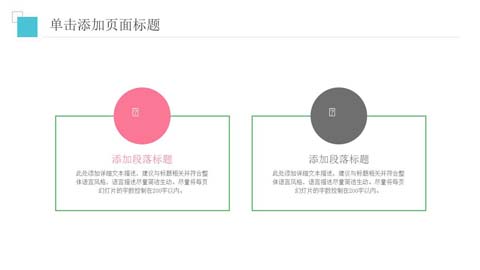 单击添加页面标题
添加段落标题
此处添加详细文本描述，建议与标题相关并符合整
体语言风格，语言描述尽量简洁生动。尽量将每页
幻灯片的字数控制在200字以内。
添加段落标题
此处添加详细文本描述，建议与标题相关并符合整
体语言风格，语言描述尽量简洁生动。尽量将每页
幻灯片的字数控制在200字以内。